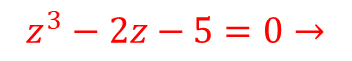 z³ − 2z − 5 = 0 →